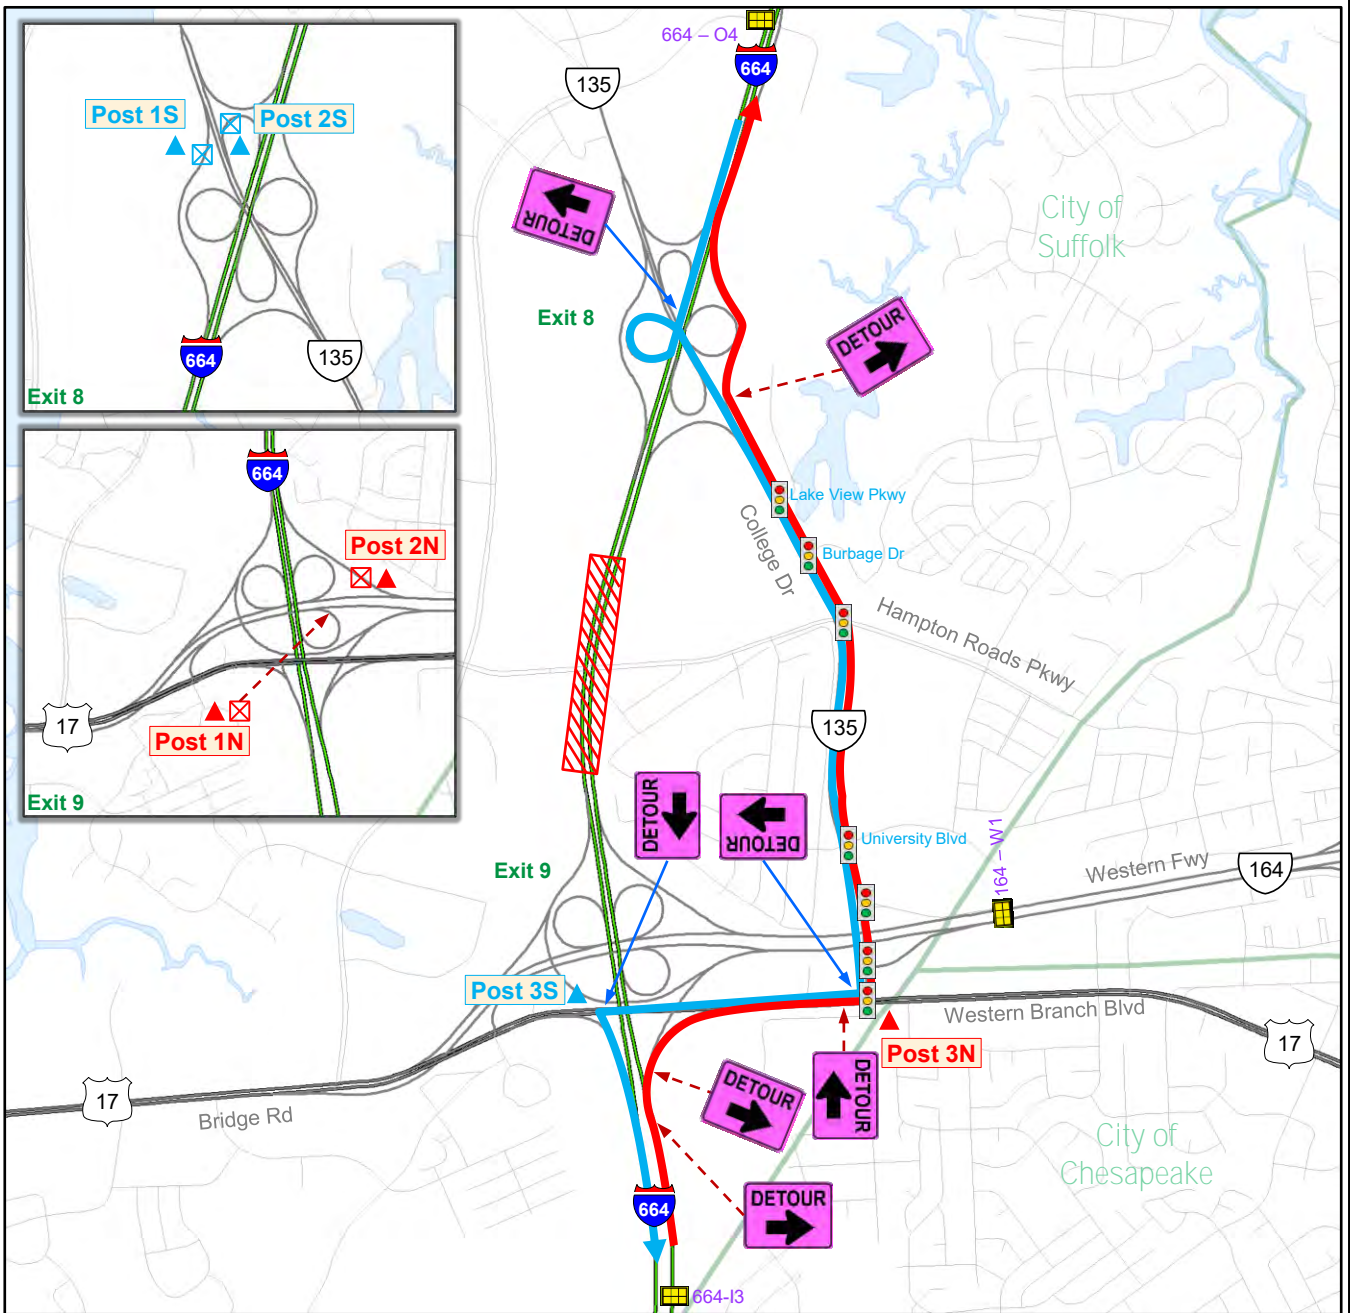 664 – O4
664
135
Post 1S
Post 2S
664
135
Exit 8
DETOUR
City of
Suffolk
Exit 8
DETOUR
664
Post 2N
17
Post 1N
Exit 9
Lake View Pkwy
College Dr
Burbage Dr
Hampton Roads Pkwy
135
DETOUR
DETOUR
University Blvd
164 – W1
Western Fwy
164
Exit 9
Post 3S
Western Branch Blvd
17
Post 3N
DETOUR
DETOUR
17
Bridge Rd
City of
Chesapeake
DETOUR
664
664-I3